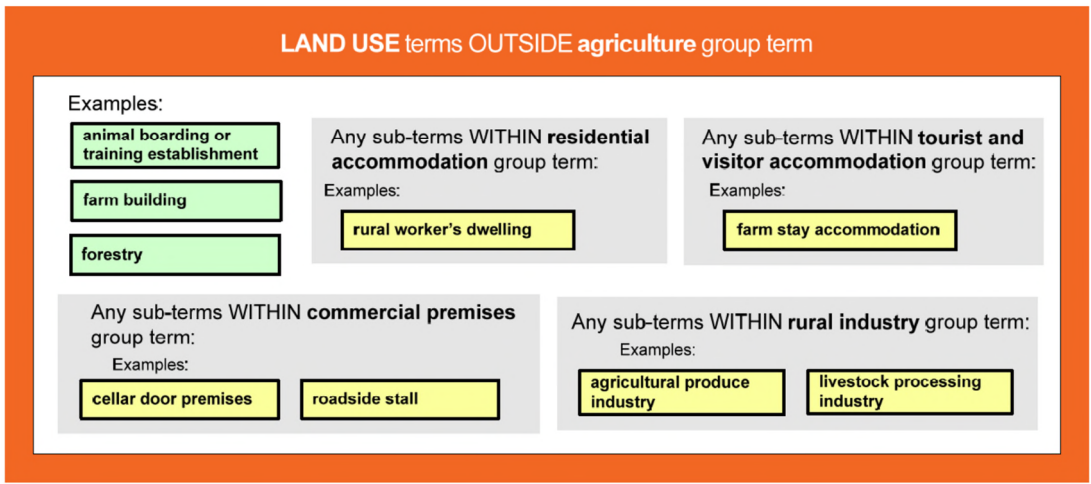 LAND USE terms OUTSIDE agriculture group term
Examples:
animal boarding or
training establishment
farm building
forestry
Any sub-terms WITHIN residential
accommodation group term:
Examples:
rural worker's dwelling
Any sub-terms WITHIN tourist and
visitor accommodation group term:
Examples:
farm stay accommodation
Any sub-terms WITHIN commercial premises
group term:
Examples:
cellar door premises
roadside stall
Any sub-terms WITHIN rural industry group term:
Examples:
agricultural produce
industry
livestock processing
industry